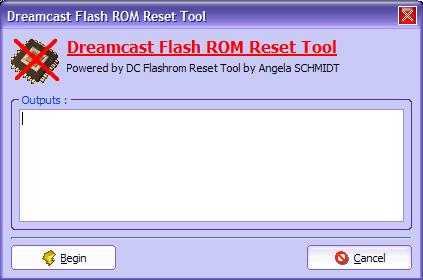 Dreamcast Flash ROM Reset Tool
Dreamcast Flash ROM Reset Tool
Powered by DC Flashrom Reset Tool by Angela SCHMIDT
Outputs :
Begin
Cancel